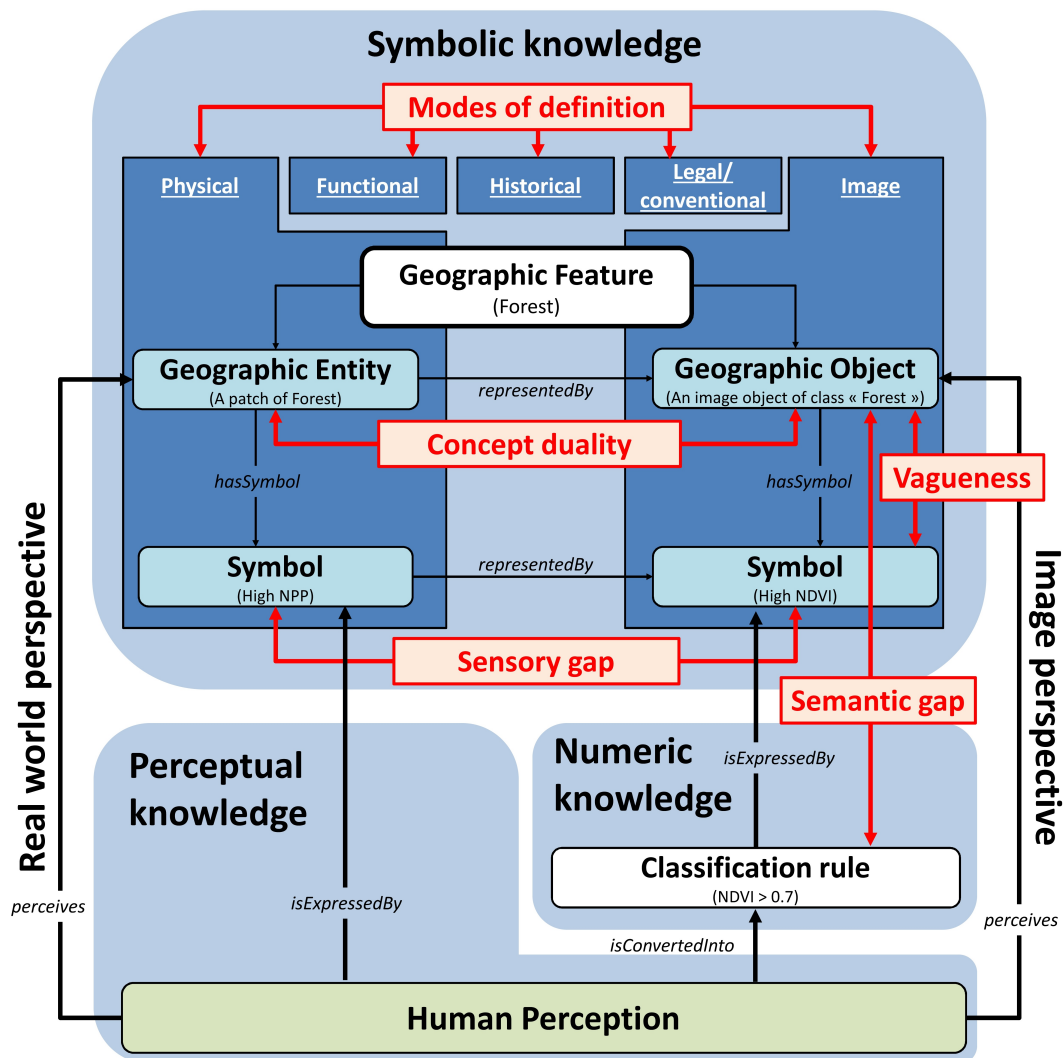 Symbolic knowledge
Modes of definition
Physical
Functional
Historical
Legal/
conventional
Image
Geographic Feature
(Forest)
Geographic Entity
(A patch of Forest)
representedBy
Geographic Object
(An image object of class « Forest »)
Concept duality
hasSymbol
hasSymbol
Vagueness
Symbol
(High NPP)
representedBy
Symbol
(High NDVI)
Sensory gap
Semantic gap
Real world perspective
Image perspective
Perceptual
knowledge
Numeric
knowledge
isExpressedBy
Classification rule
(NDVI > 0.7)
perceives
isExpressedBy
perceives
isConvertedInto
Human Perception